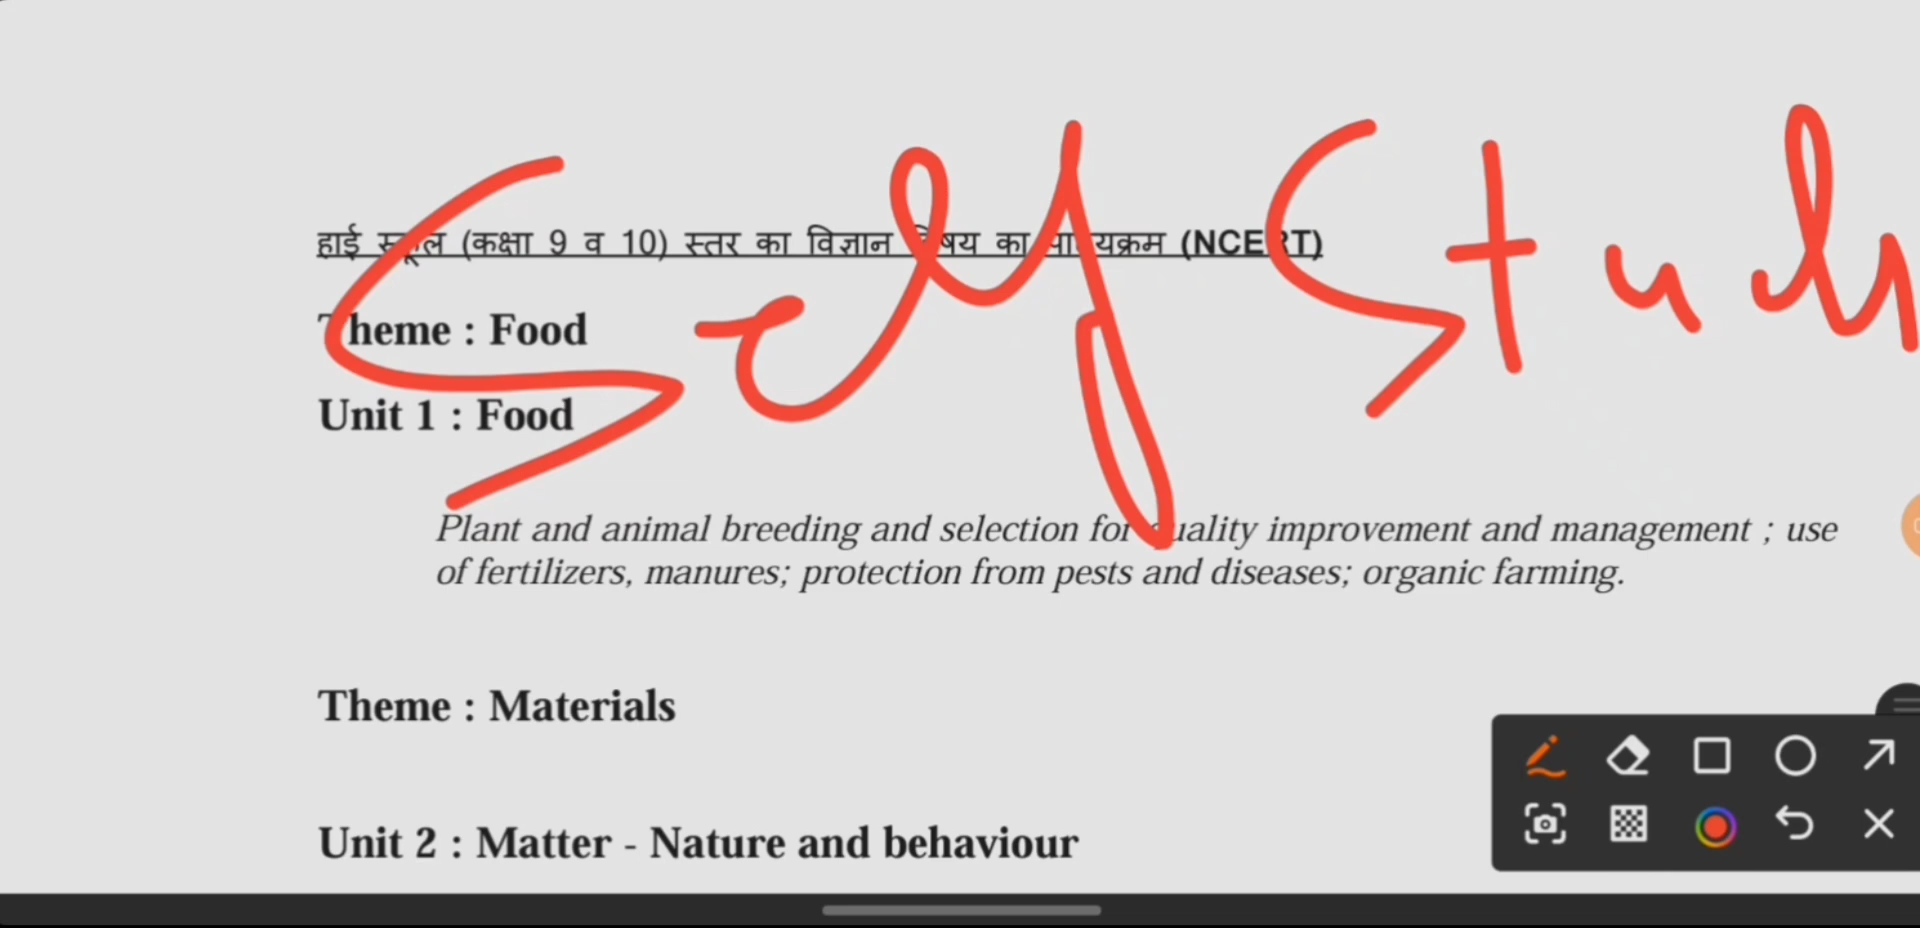 हाई स्कूल (कक्षा 9 व 10) स्तर का विज्ञान विषय का पाठ्यक्रम (NCERT)
Self Study
Theme : Food
Unit 1 : Food
Plant and animal breeding and selection for quality improvement and management ; use
of fertilizers, manures; protection from pests and diseases; organic farming.
Theme : Materials
Unit 2 : Matter - Nature and behaviour